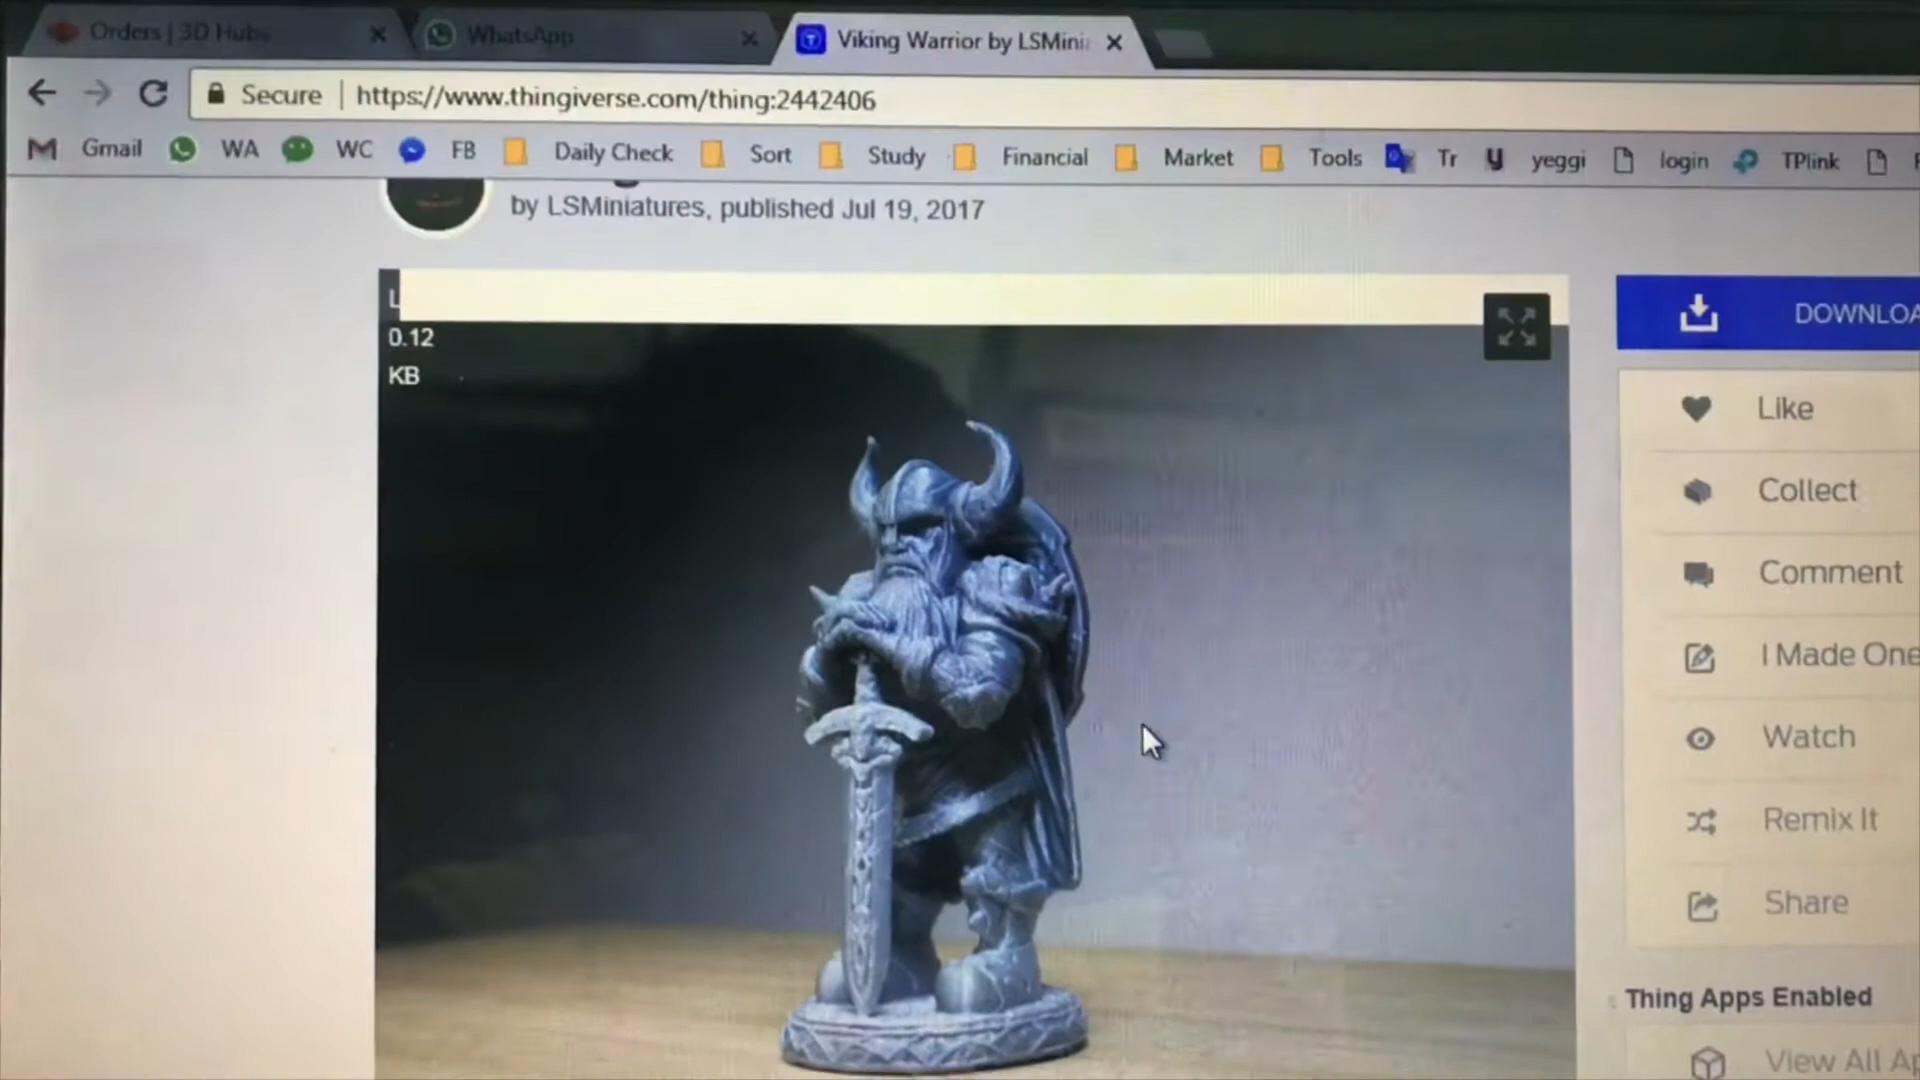 Orders | 3D Hubs
WhatsApp
Viking Warrior by LSMini
Secure
https://www.thingiverse.com/thing:2442406
Gmail
WA
WC
FB
Daily Check
Sort
Study
Financial
Market
Tools
Tr
yeggi
login
TPlink
by LSMiniatures, published Jul 19, 2017
L
0.12
KB
DOWNLOA
Like
Collect
Comment
I Made One
Watch
Remix It
Share
Thing Apps Enabled
View All Ap